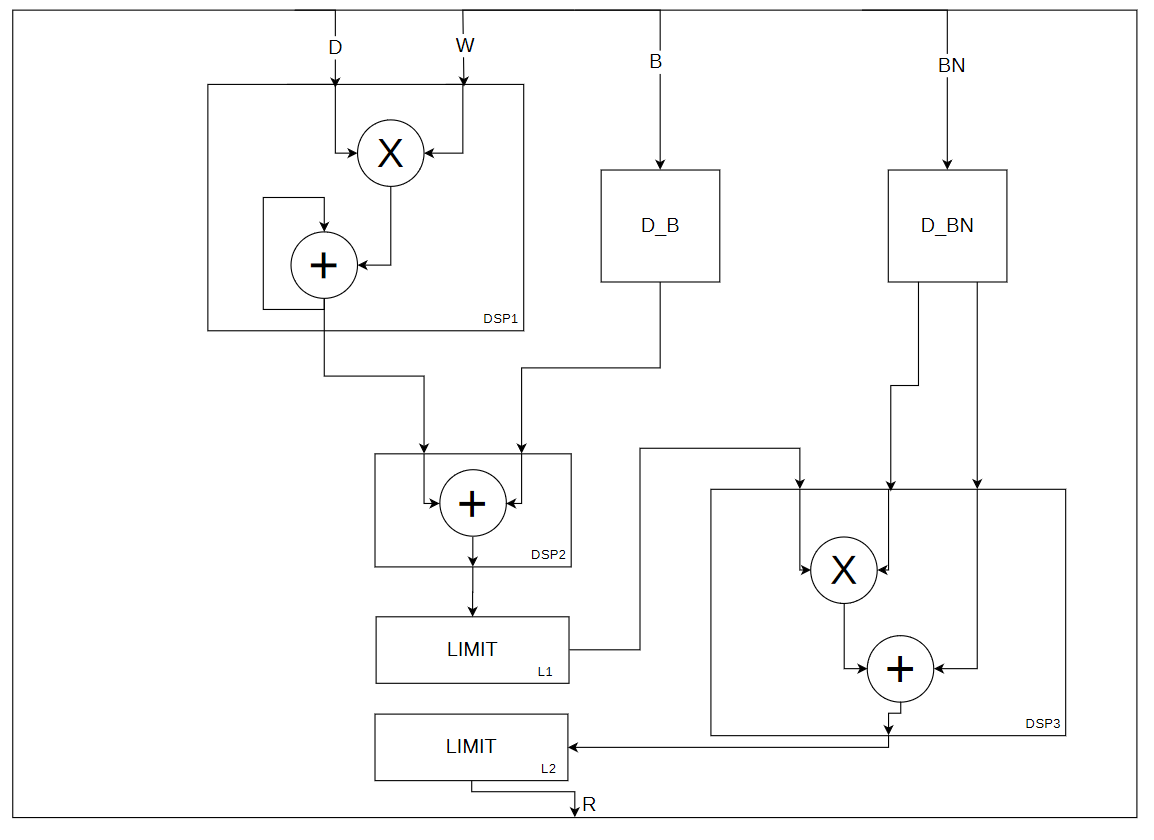 D
W
B
BN
X
D_B
D_BN
+
DSP1
+
DSP2
X
LIMIT
L1
+
DSP3
LIMIT
L2
R